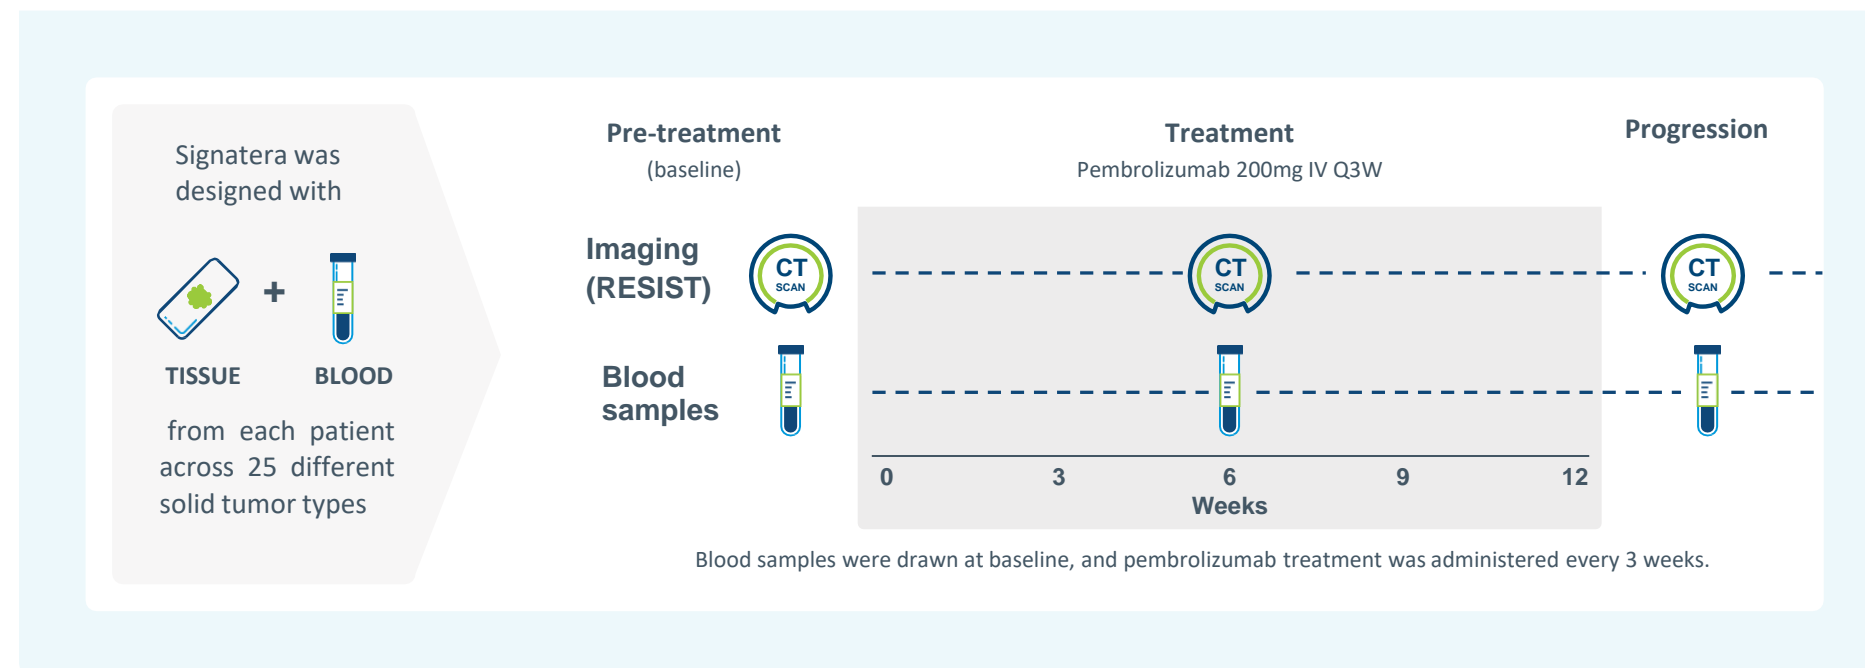 Signatera was
designed with
TISSUE + BLOOD
from each patient
across 25 different
solid tumor types
Pre-treatment
(baseline)
Treatment
Pembrolizumab 200mg IV Q3W
Progression
Imaging
(RESIST)
CT
SCAN
CT
SCAN
CT
SCAN
Blood
samples
0 3 6 9 12
Weeks
Blood samples were drawn at baseline, and pembrolizumab treatment was administered every 3 weeks.